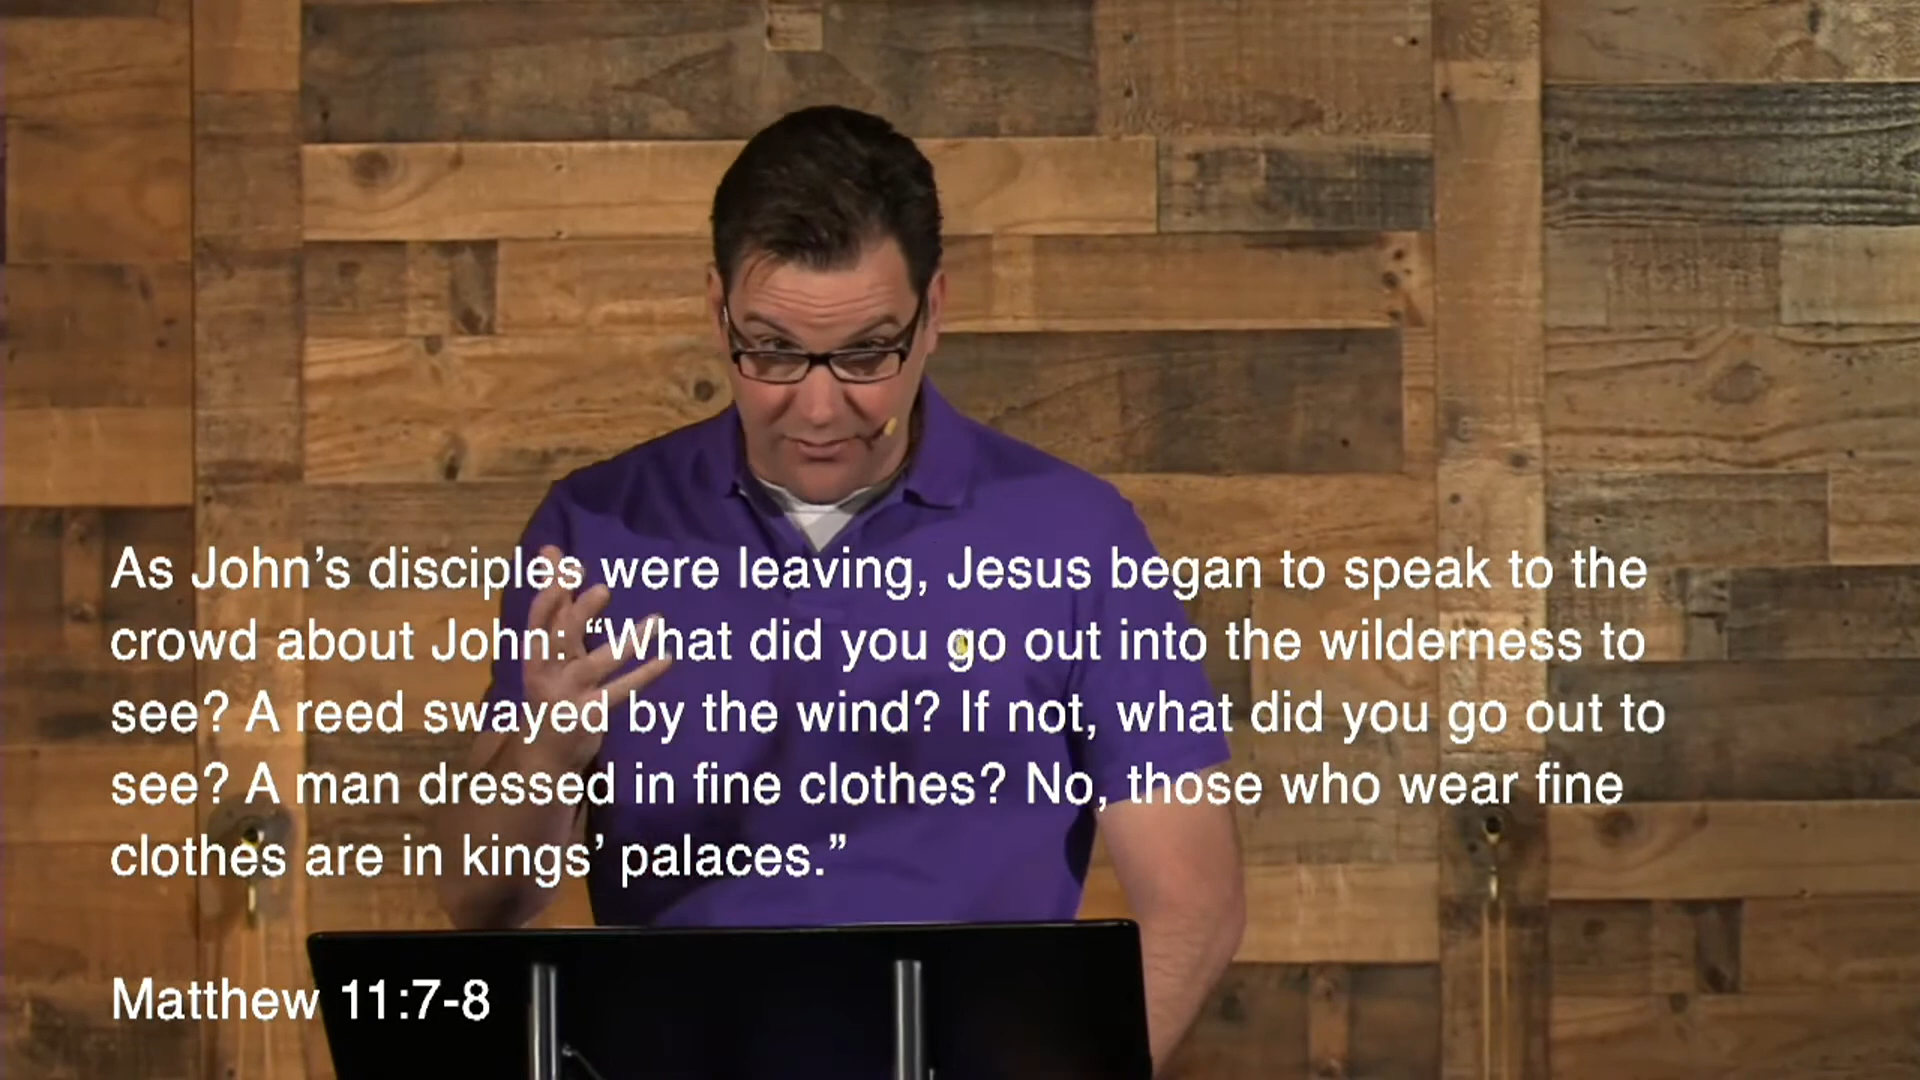 As John’s disciples were leaving, Jesus began to speak to the
crowd about John: “What did you go out into the wilderness to
see? A reed swayed by the wind? If not, what did you go out to
see? A man dressed in fine clothes? No, those who wear fine
clothes are in kings’ palaces.”
Matthew 11:7-8